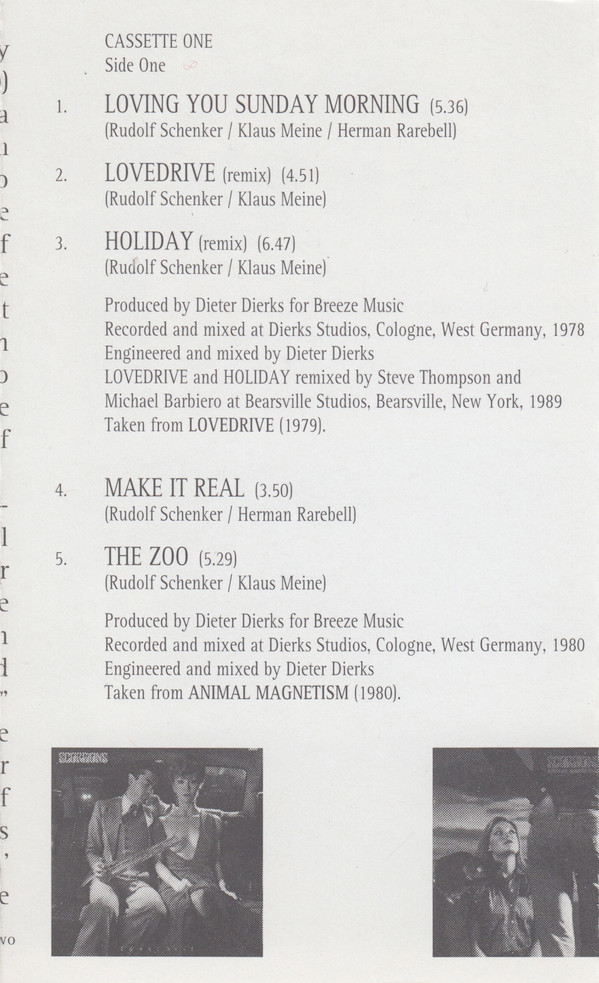 CASSETTE ONE
Side One
1. LOVING YOU SUNDAY MORNING (5.36)
(Rudolf Schenker / Klaus Meine / Herman Rarebell)
2. LOVEDRIVE (remix) (4.51)
(Rudolf Schenker / Klaus Meine)
3. HOLIDAY (remix) (6.47)
(Rudolf Schenker / Klaus Meine)
Produced by Dieter Dierks for Breeze Music
Recorded and mixed at Dierks Studios, Cologne, West Germany, 1978
Engineered and mixed by Dieter Dierks
LOVEDRIVE and HOLIDAY remixed by Steve Thompson and
Michael Barbiero at Bearsville Studios, Bearsville, New York, 1989
Taken from LOVEDRIVE (1979).
4. MAKE IT REAL (3.50)
(Rudolf Schenker / Herman Rarebell)
5. THE ZOO (5.29)
(Rudolf Schenker / Klaus Meine)
Produced by Dieter Dierks for Breeze Music
Recorded and mixed at Dierks Studios, Cologne, West Germany, 1980
Engineered and mixed by Dieter Dierks
Taken from ANIMAL MAGNETISM (1980).
SCORPIONS